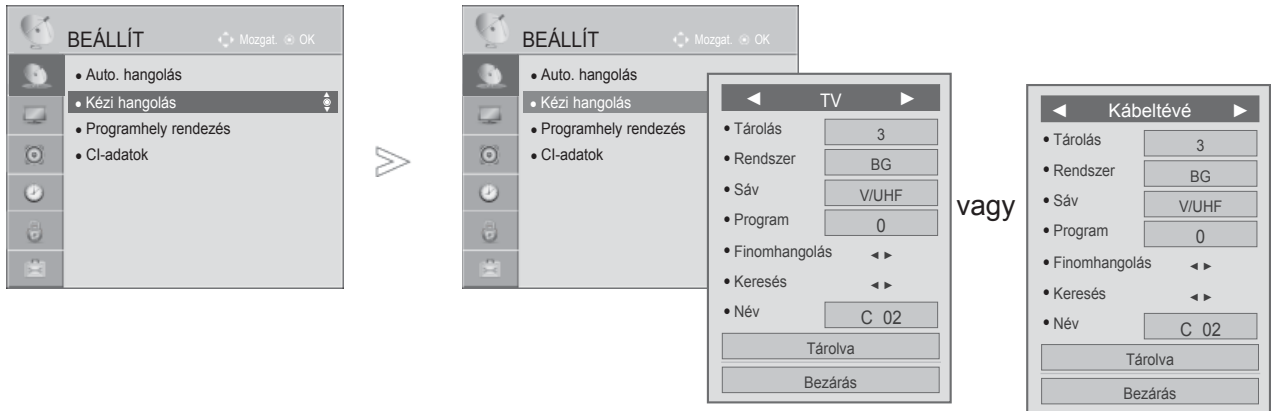 BEÁLLÍT Mozgat. OK
• Auto. hangolás
• Kézi hangolás
• Programhely rendezés
• CI-adatok
BEÁLLÍT Mozgat. OK
• Auto. hangolás
• Kézi hangolás
• Programhely rendezés
• CI-adatok
◄ TV ►
• Tárolás 3
• Rendszer BG
• Sáv V/UHF
• Program 0
• Finomhangolás ◄ ►
• Keresés ◄ ►
• Név C 02
Tárolva
Bezárás
vagy
◄ Kábeltévé ►
• Tárolás 3
• Rendszer BG
• Sáv V/UHF
• Program 0
• Finomhangolás ◄ ►
• Keresés ◄ ►
• Név C 02
Tárolva
Bezárás